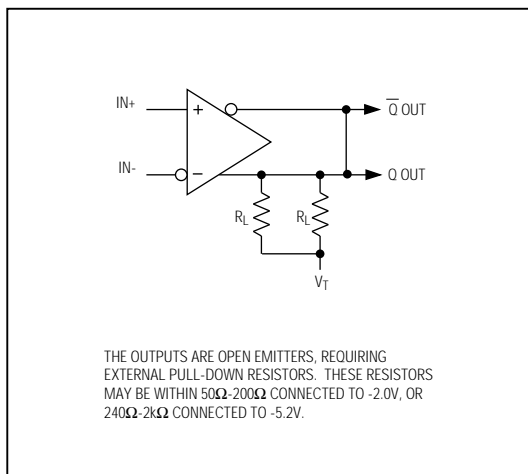 IN+
+
Q̅ OUT
IN-
−
Q OUT
RL
RL
VT
THE OUTPUTS ARE OPEN EMITTERS, REQUIRING
EXTERNAL PULL-DOWN RESISTORS. THESE RESISTORS
MAY BE WITHIN 50Ω-200Ω CONNECTED TO -2.0V, OR
240Ω-2kΩ CONNECTED TO -5.2V.